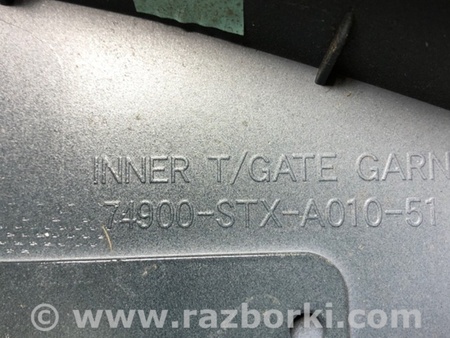 INNER T/GATE GARN
74900-STX-A010-51
© www.razborki.com